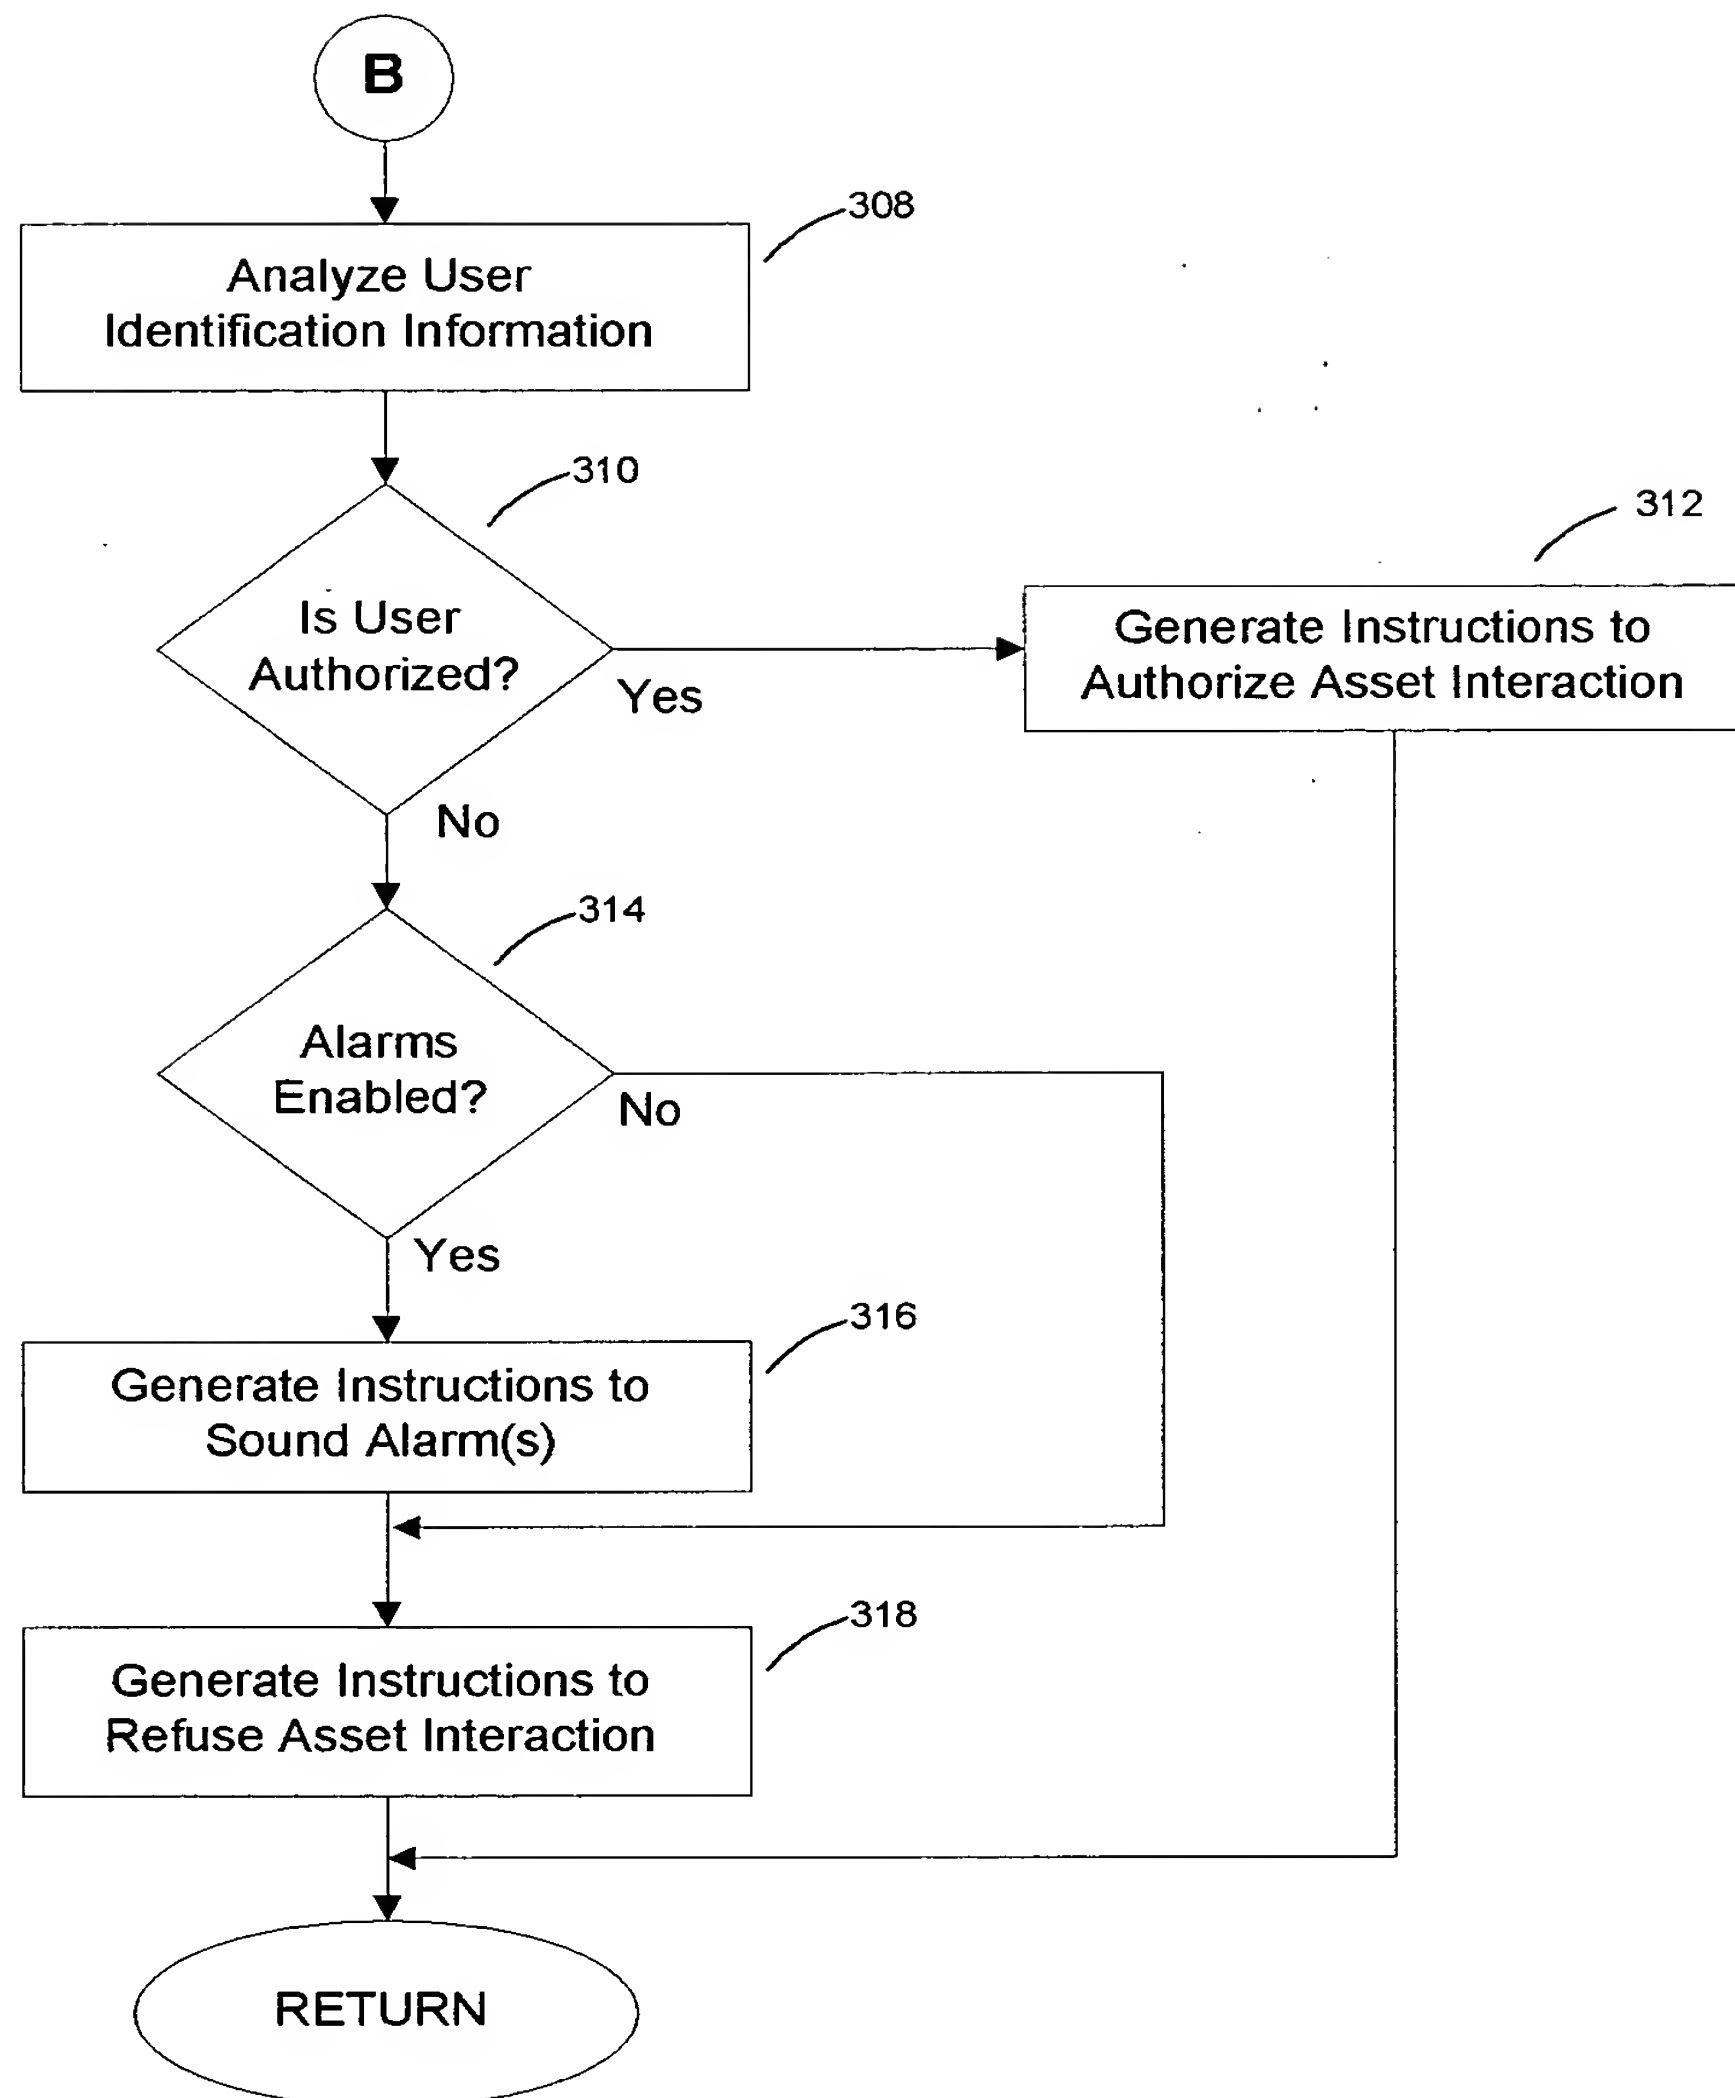 B
308
Analyze User
Identification Information
310
312
Is User
Authorized?
Yes
Generate Instructions to
Authorize Asset Interaction
No
314
Alarms
Enabled?
No
Yes
316
Generate Instructions to
Sound Alarm(s)
318
Generate Instructions to
Refuse Asset Interaction
RETURN